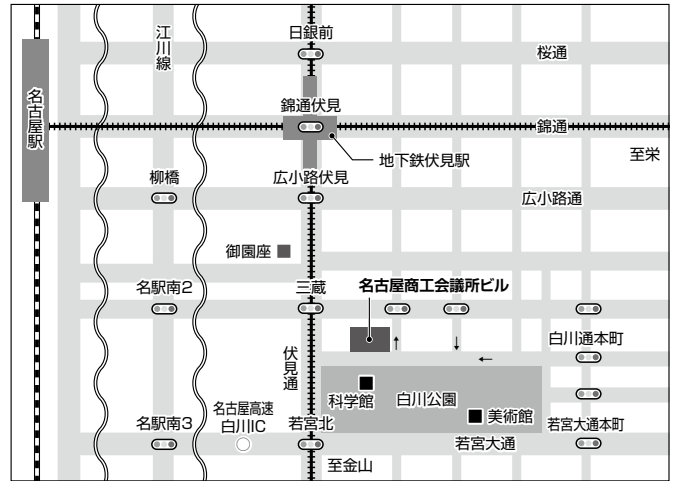 江川線
日銀前
桜通
名古屋駅
錦通伏見
錦通
地下鉄伏見駅
至栄
柳橋
広小路伏見
広小路通
御園座
名駅南2
三蔵
名古屋商工会議所ビル
白川通本町
伏見通
科学館
白川公園
美術館
名古屋高速
白川IC
名駅南3
若宮北
若宮大通
若宮大通本町
至金山